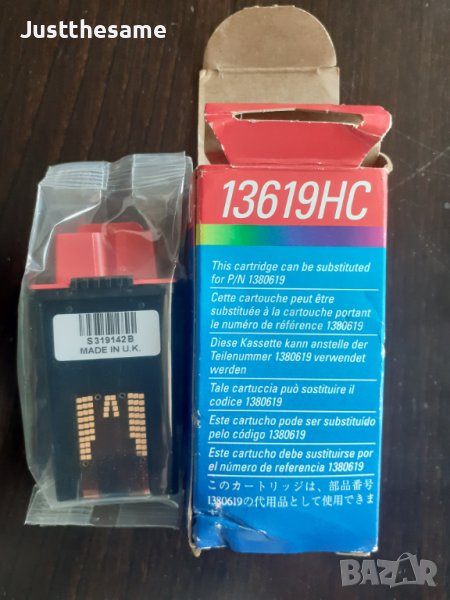 Justthesame
13619HC
This cartridge can be substituted
for P/N 1380619
Cette cartouche peut être
substituée à la cartouche portant
le numéro de référence 1380619
Diese Kassette kann anstelle der
Teilenummer 1380619 verwendet
werden
Tale cartuccia può sostituire il
codice 1380619
Este cartucho pode ser substituído
pelo código 1380619
Este cartucho debe sustituirse por
el número de referencia 1380619
このカートリッジは、部品番号
1380619の代用品として使用できま
S319142B
MADE IN U.K.
BAZAR